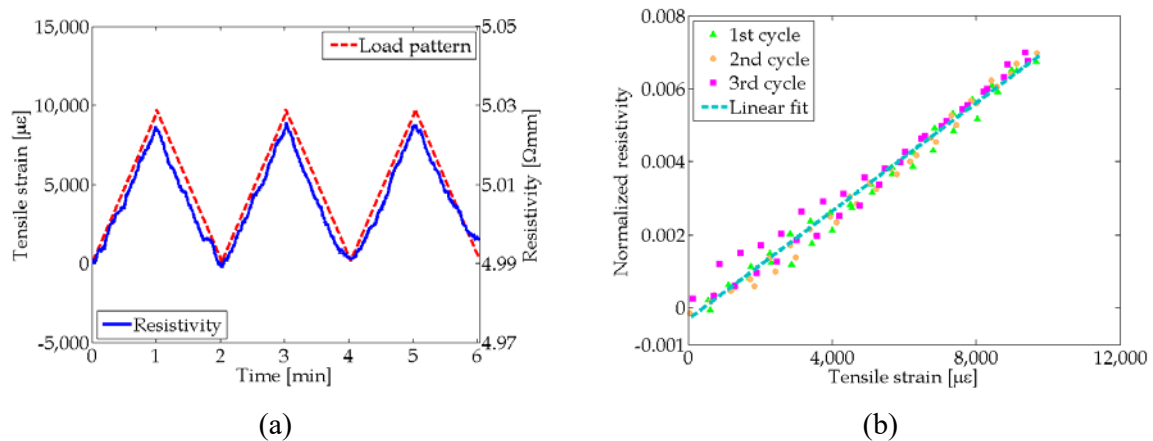 15,000
10,000
5,000
0
-5,000
Tensile strain [με]
Load pattern
Resistivity
5.05
5.03
5.01
4.99
4.97
Resistivity [Ωmm]
0 1 2 3 4 5 6
Time [min]
(a)
0.008
0.006
0.004
0.002
0
-0.001
Normalized resistivity
1st cycle
2nd cycle
3rd cycle
Linear fit
0 4,000 8,000 12,000
Tensile strain [με]
(b)